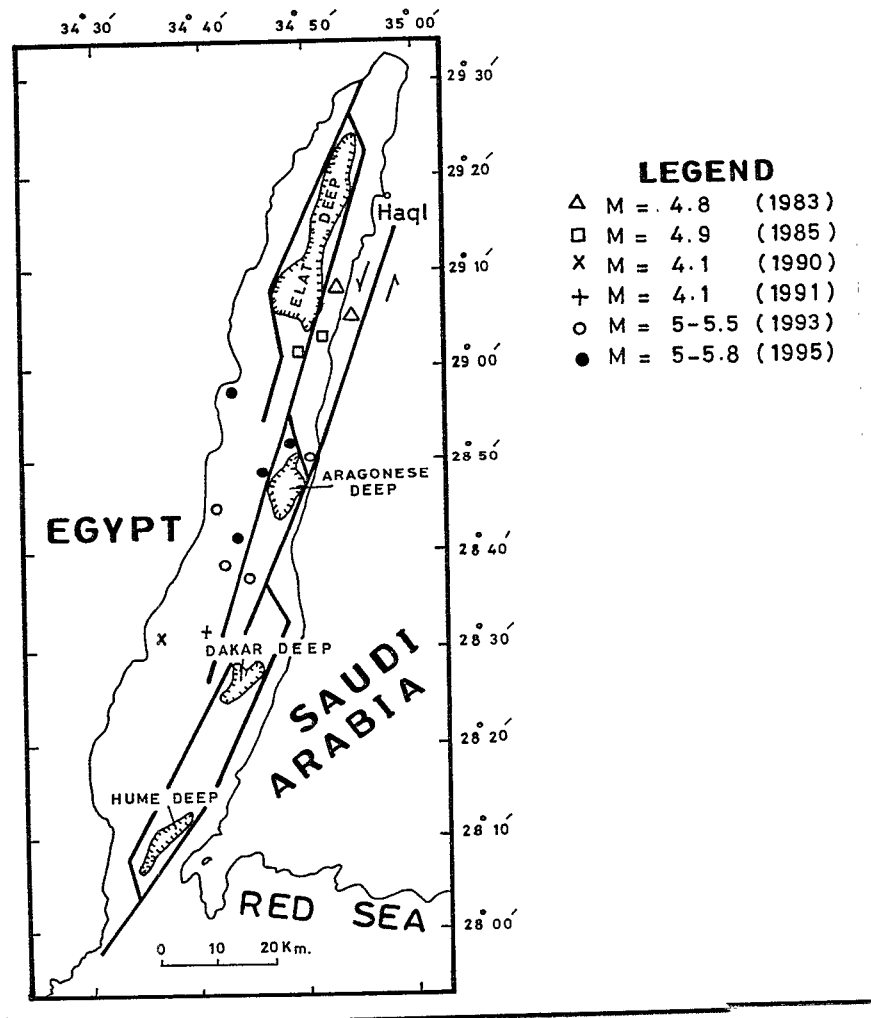 34° 30′ 34° 40′ 34° 50′ 35° 00′
29° 30′
29° 20′
29° 10′
29° 00′
28° 50′
28° 40′
28° 30′
28° 20′
28° 10′
28° 00′
ELAT DEEP
Haql
ARAGONESE
DEEP
EGYPT
DAKAR DEEP
SAUDI
ARABIA
HUME DEEP
RED SEA
0 10 20 Km.
LEGEND
△ M = 4.8 (1983)
□ M = 4.9 (1985)
x M = 4.1 (1990)
+ M = 4.1 (1991)
○ M = 5-5.5 (1993)
● M = 5-5.8 (1995)